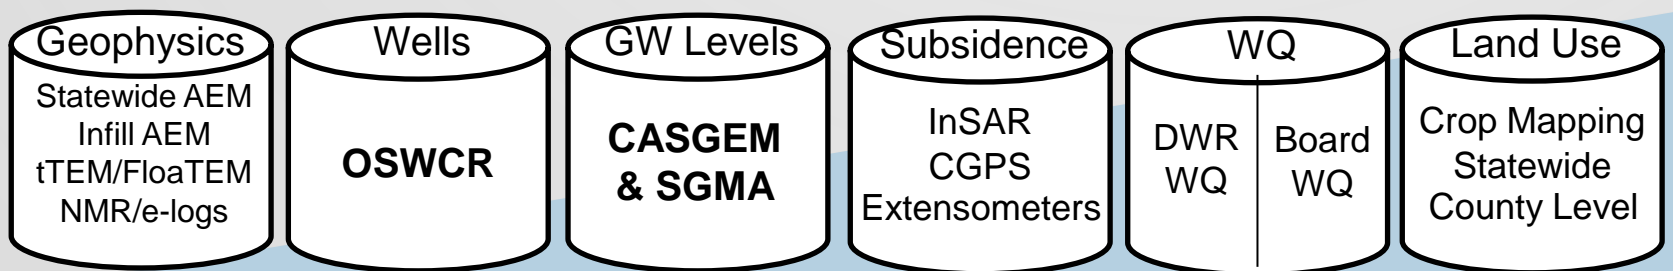 Geophysics
Statewide AEM
Infill AEM
tTEM/FloaTEM
NMR/e-logs
Wells
OSWCR
GW Levels
CASGEM
& SGMA
Subsidence
InSAR
CGPS
Extensometers
WQ
DWR
WQ
Board
WQ
Land Use
Crop Mapping
Statewide
County Level